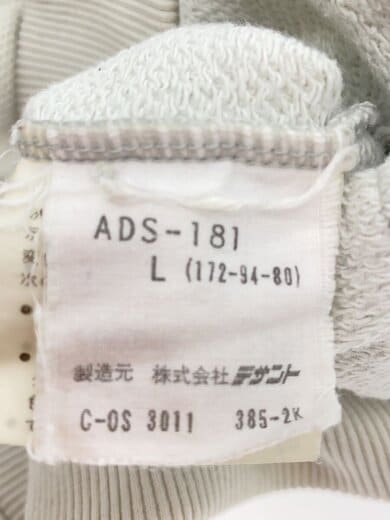 ADS-181
L (172-94-80)
製造元 株式会社 デサント
C-OS 3011 385-2K